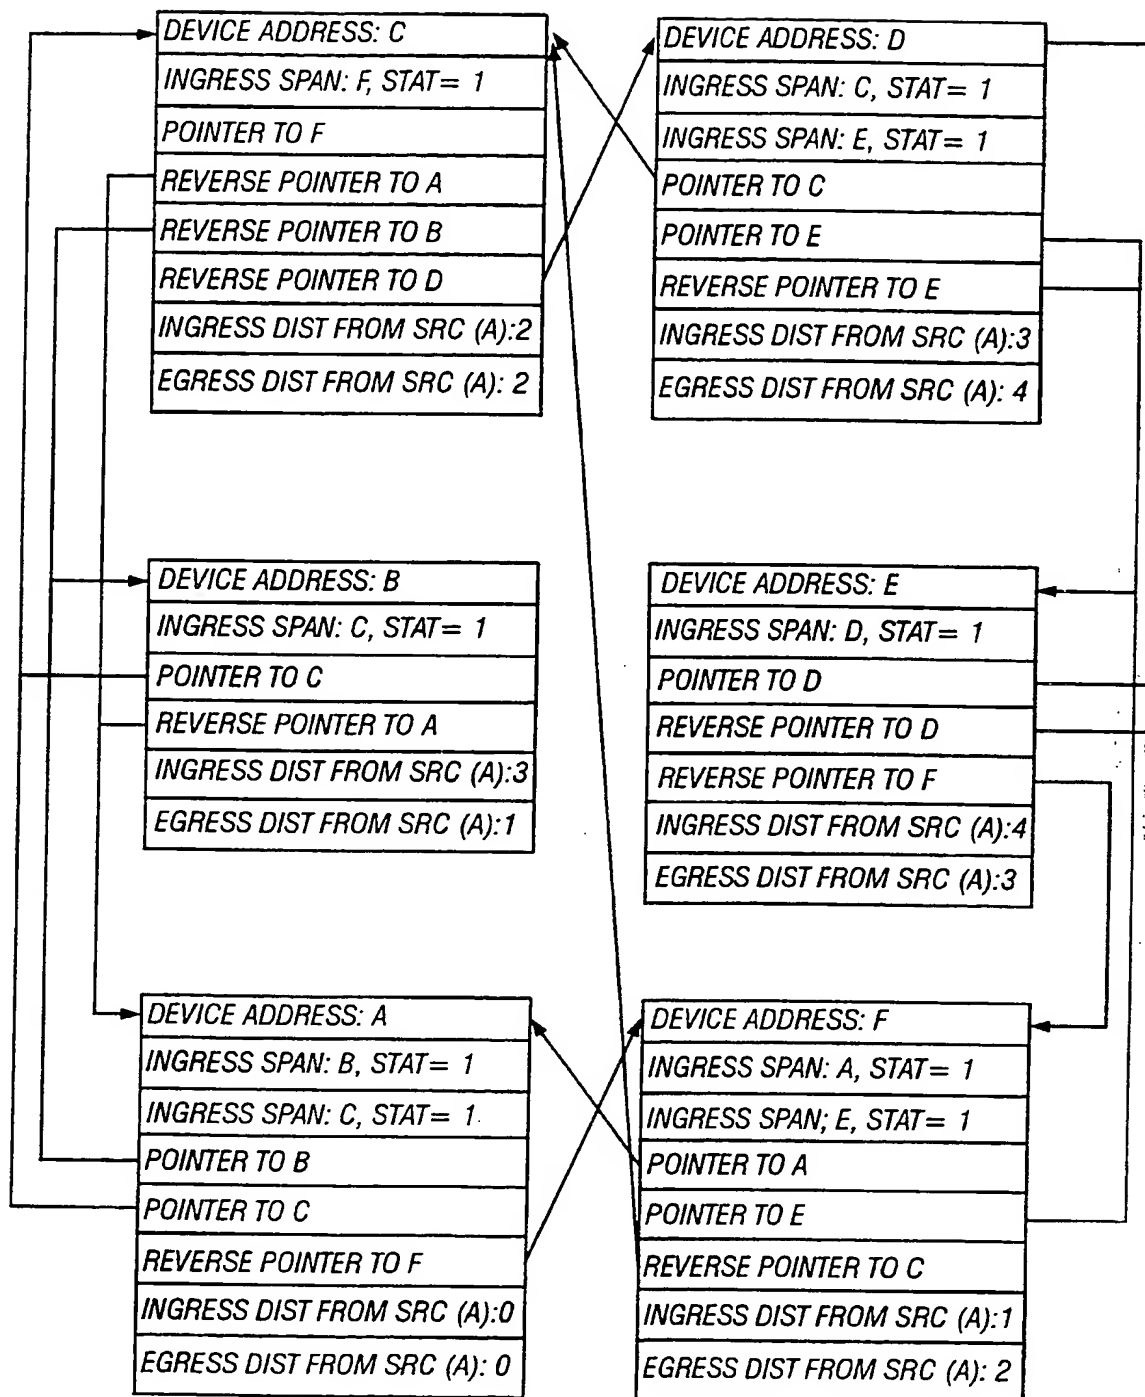 DEVICE ADDRESS: C
INGRESS SPAN: F, STAT= 1
POINTER TO F
REVERSE POINTER TO A
REVERSE POINTER TO B
REVERSE POINTER TO D
INGRESS DIST FROM SRC (A):2
EGRESS DIST FROM SRC (A): 2
DEVICE ADDRESS: D
INGRESS SPAN: C, STAT= 1
INGRESS SPAN: E, STAT= 1
POINTER TO C
POINTER TO E
REVERSE POINTER TO E
INGRESS DIST FROM SRC (A):3
EGRESS DIST FROM SRC (A): 4
DEVICE ADDRESS: B
INGRESS SPAN: C, STAT= 1
POINTER TO C
REVERSE POINTER TO A
INGRESS DIST FROM SRC (A):3
EGRESS DIST FROM SRC (A):1
DEVICE ADDRESS: E
INGRESS SPAN: D, STAT= 1
POINTER TO D
REVERSE POINTER TO D
REVERSE POINTER TO F
INGRESS DIST FROM SRC (A):4
EGRESS DIST FROM SRC (A):3
DEVICE ADDRESS: A
INGRESS SPAN: B, STAT= 1
INGRESS SPAN: C, STAT= 1
POINTER TO B
POINTER TO C
REVERSE POINTER TO F
INGRESS DIST FROM SRC (A):0
EGRESS DIST FROM SRC (A): 0
DEVICE ADDRESS: F
INGRESS SPAN: A, STAT= 1
INGRESS SPAN; E, STAT= 1
POINTER TO A
POINTER TO E
REVERSE POINTER TO C
INGRESS DIST FROM SRC (A):1
EGRESS DIST FROM SRC (A): 2